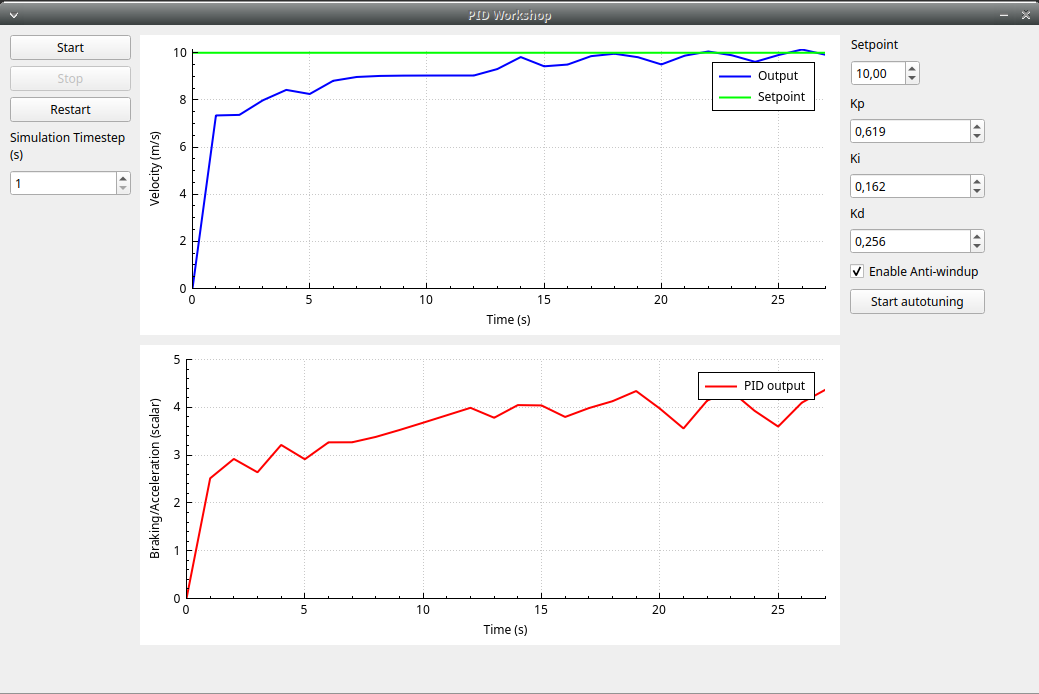 PID Workshop
Start
Stop
Restart
Simulation Timestep
(s)
1
10
8
6
4
2
0
Velocity (m/s)
Output
Setpoint
0 5 10 15 20 25
Time (s)
5
4
3
2
1
0
Braking/Acceleration (scalar)
PID output
0 5 10 15 20 25
Time (s)
Setpoint
10,00
Kp
0,619
Ki
0,162
Kd
0,256
Enable Anti-windup
Start autotuning